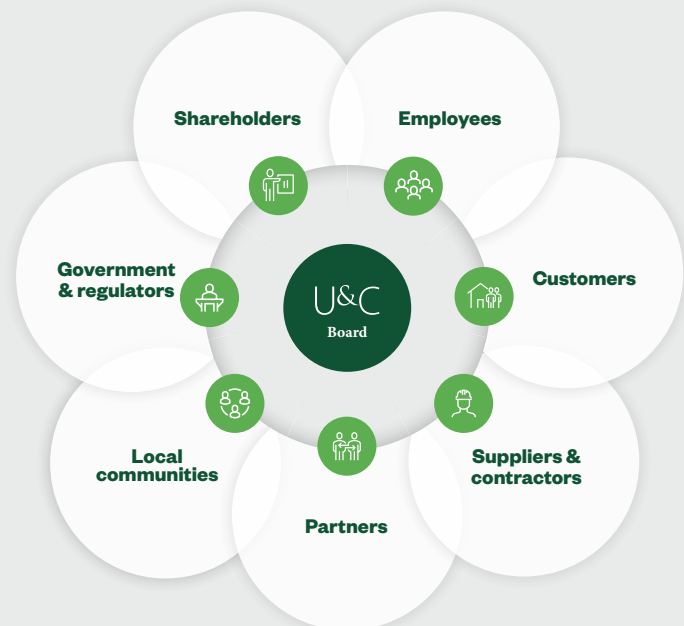 Shareholders
Employees
Government
& regulators
Customers
U&C
Board
Local
communities
Suppliers &
contractors
Partners